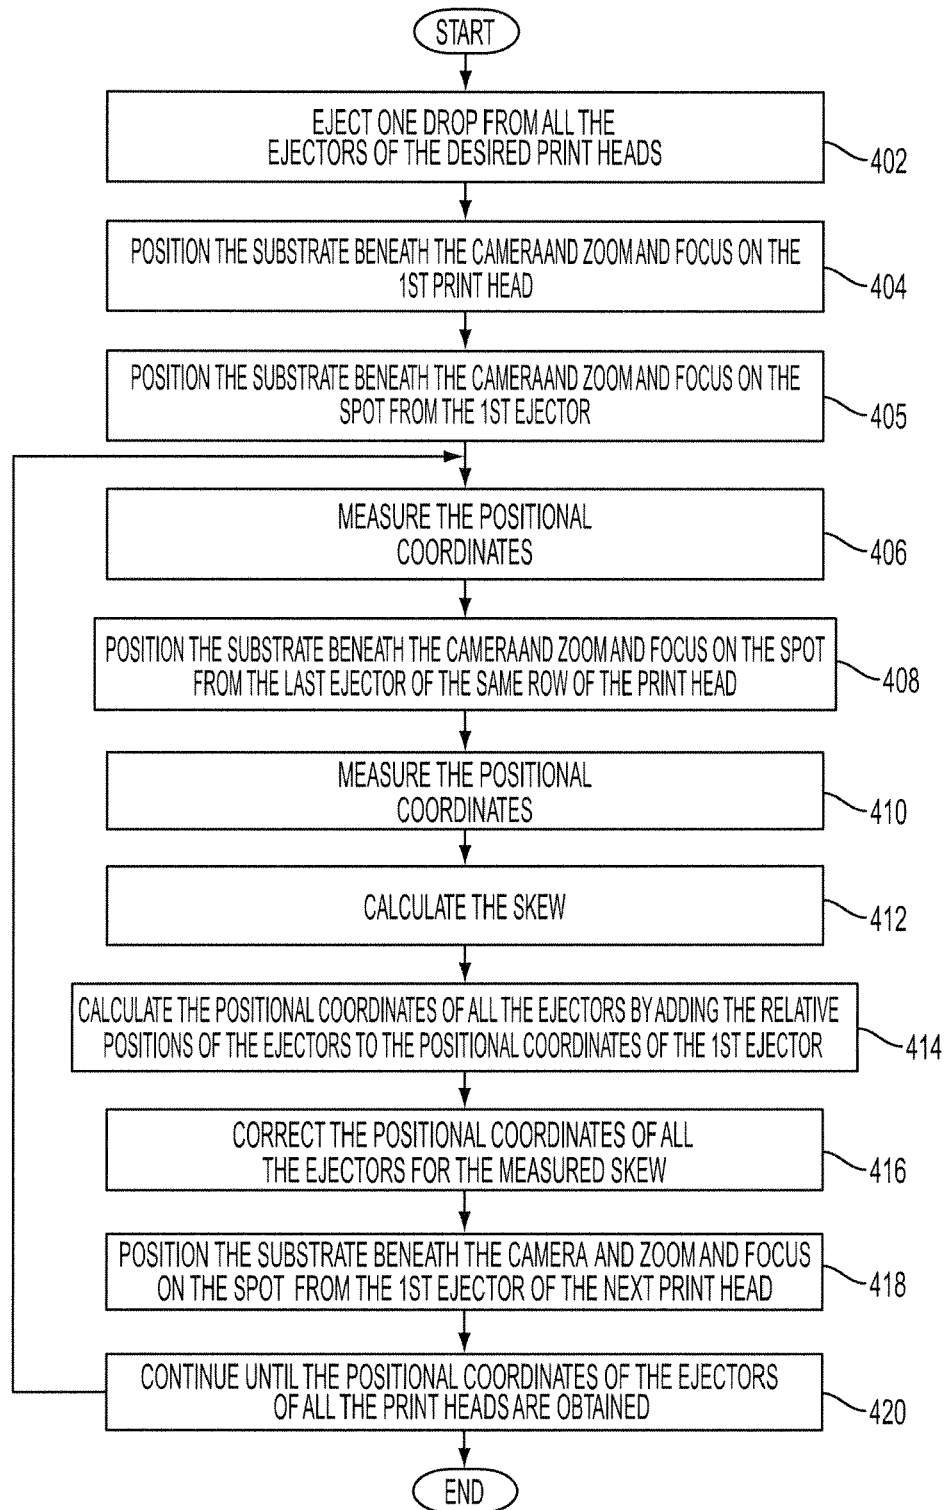 START
EJECT ONE DROP FROM ALL THE
EJECTORS OF THE DESIRED PRINT HEADS
402
POSITION THE SUBSTRATE BENEATH THE CAMERA AND ZOOM AND FOCUS ON THE
1ST PRINT HEAD
404
POSITION THE SUBSTRATE BENEATH THE CAMERA AND ZOOM AND FOCUS ON THE
SPOT FROM THE 1ST EJECTOR
405
MEASURE THE POSITIONAL
COORDINATES
406
POSITION THE SUBSTRATE BENEATH THE CAMERA AND ZOOM AND FOCUS ON THE SPOT
FROM THE LAST EJECTOR OF THE SAME ROW OF THE PRINT HEAD
408
MEASURE THE POSITIONAL
COORDINATES
410
CALCULATE THE SKEW
412
CALCULATE THE POSITIONAL COORDINATES OF ALL THE EJECTORS BY ADDING THE RELATIVE
POSITIONS OF THE EJECTORS TO THE POSITIONAL COORDINATES OF THE 1ST EJECTOR
414
CORRECT THE POSITIONAL COORDINATES OF ALL
THE EJECTORS FOR THE MEASURED SKEW
416
POSITION THE SUBSTRATE BENEATH THE CAMERA AND ZOOM AND FOCUS
ON THE SPOT FROM THE 1ST EJECTOR OF THE NEXT PRINT HEAD
418
CONTINUE UNTIL THE POSITIONAL COORDINATES OF THE EJECTORS
OF ALL THE PRINT HEADS ARE OBTAINED
420
END